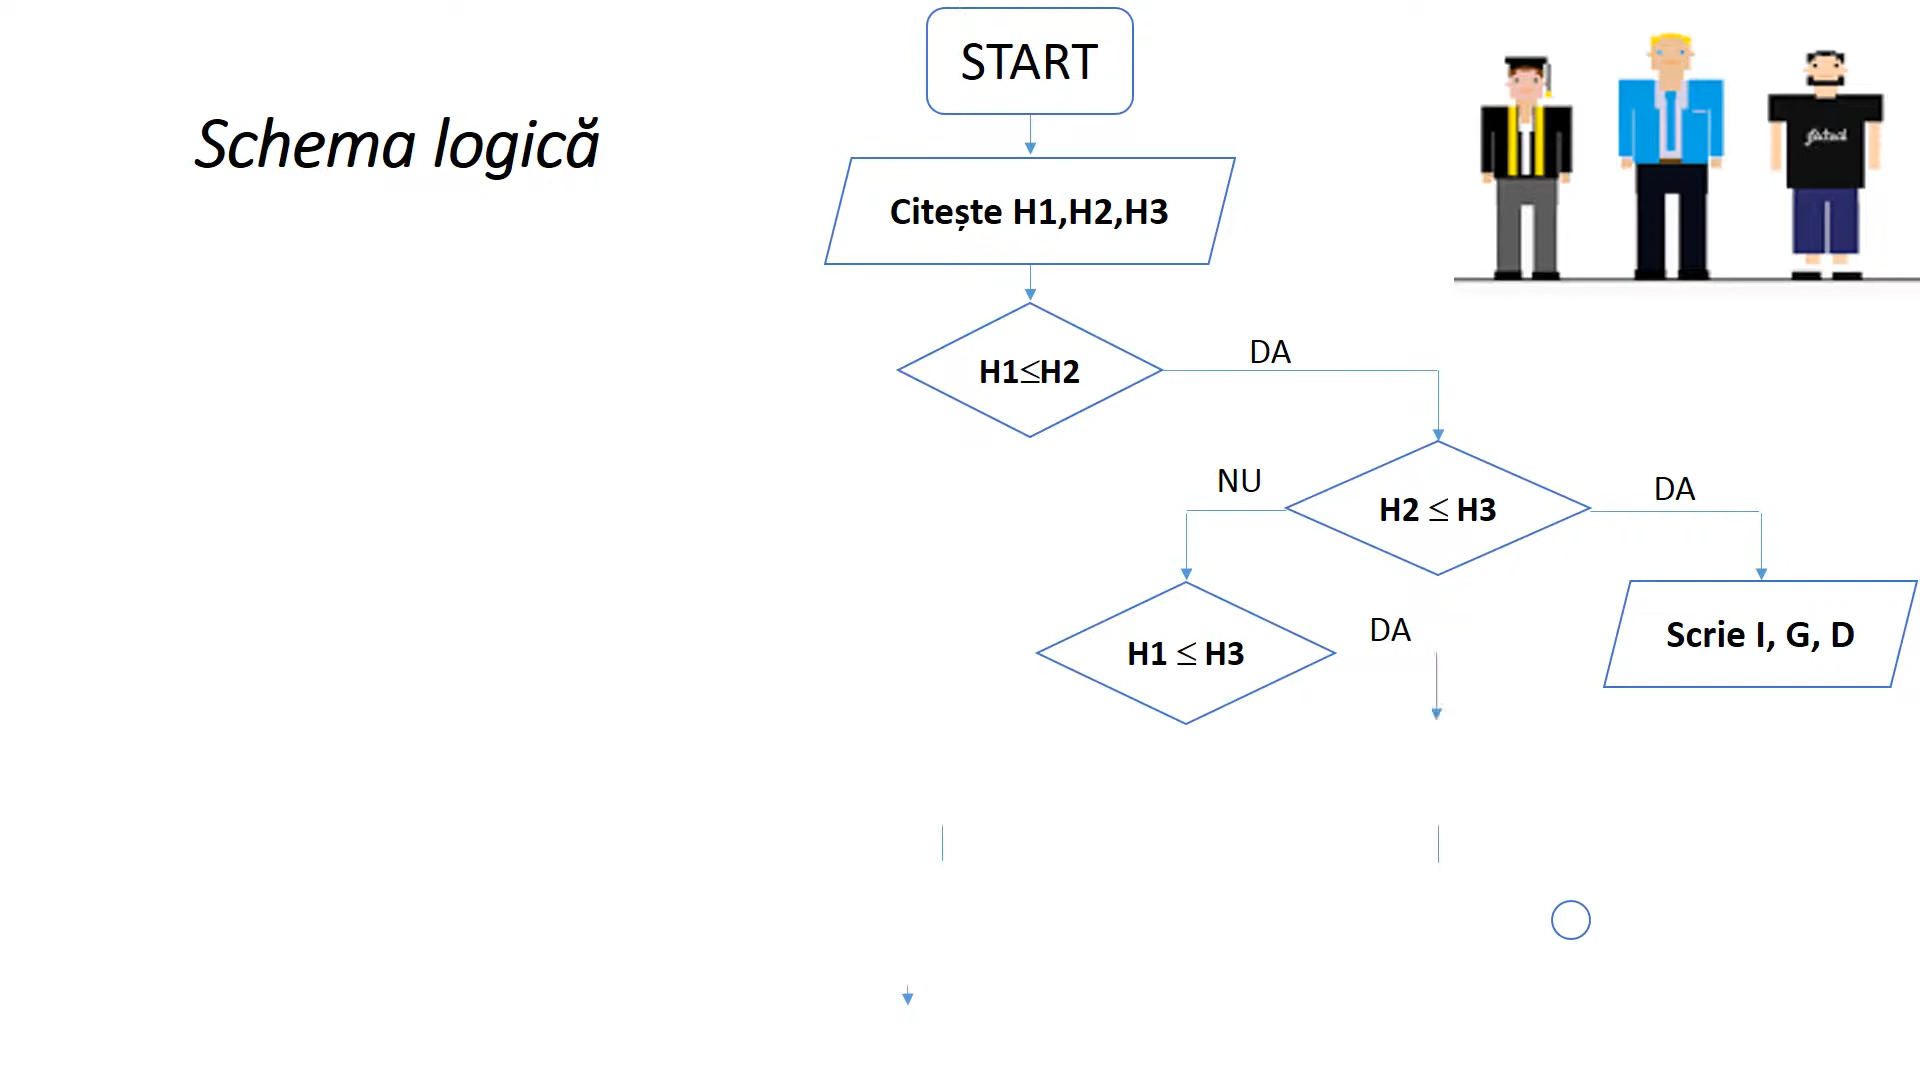 START
Schema logică
Citește H1,H2,H3
H1≤H2
DA
NU
H2 ≤ H3
DA
H1 ≤ H3
DA
Scrie I, G, D